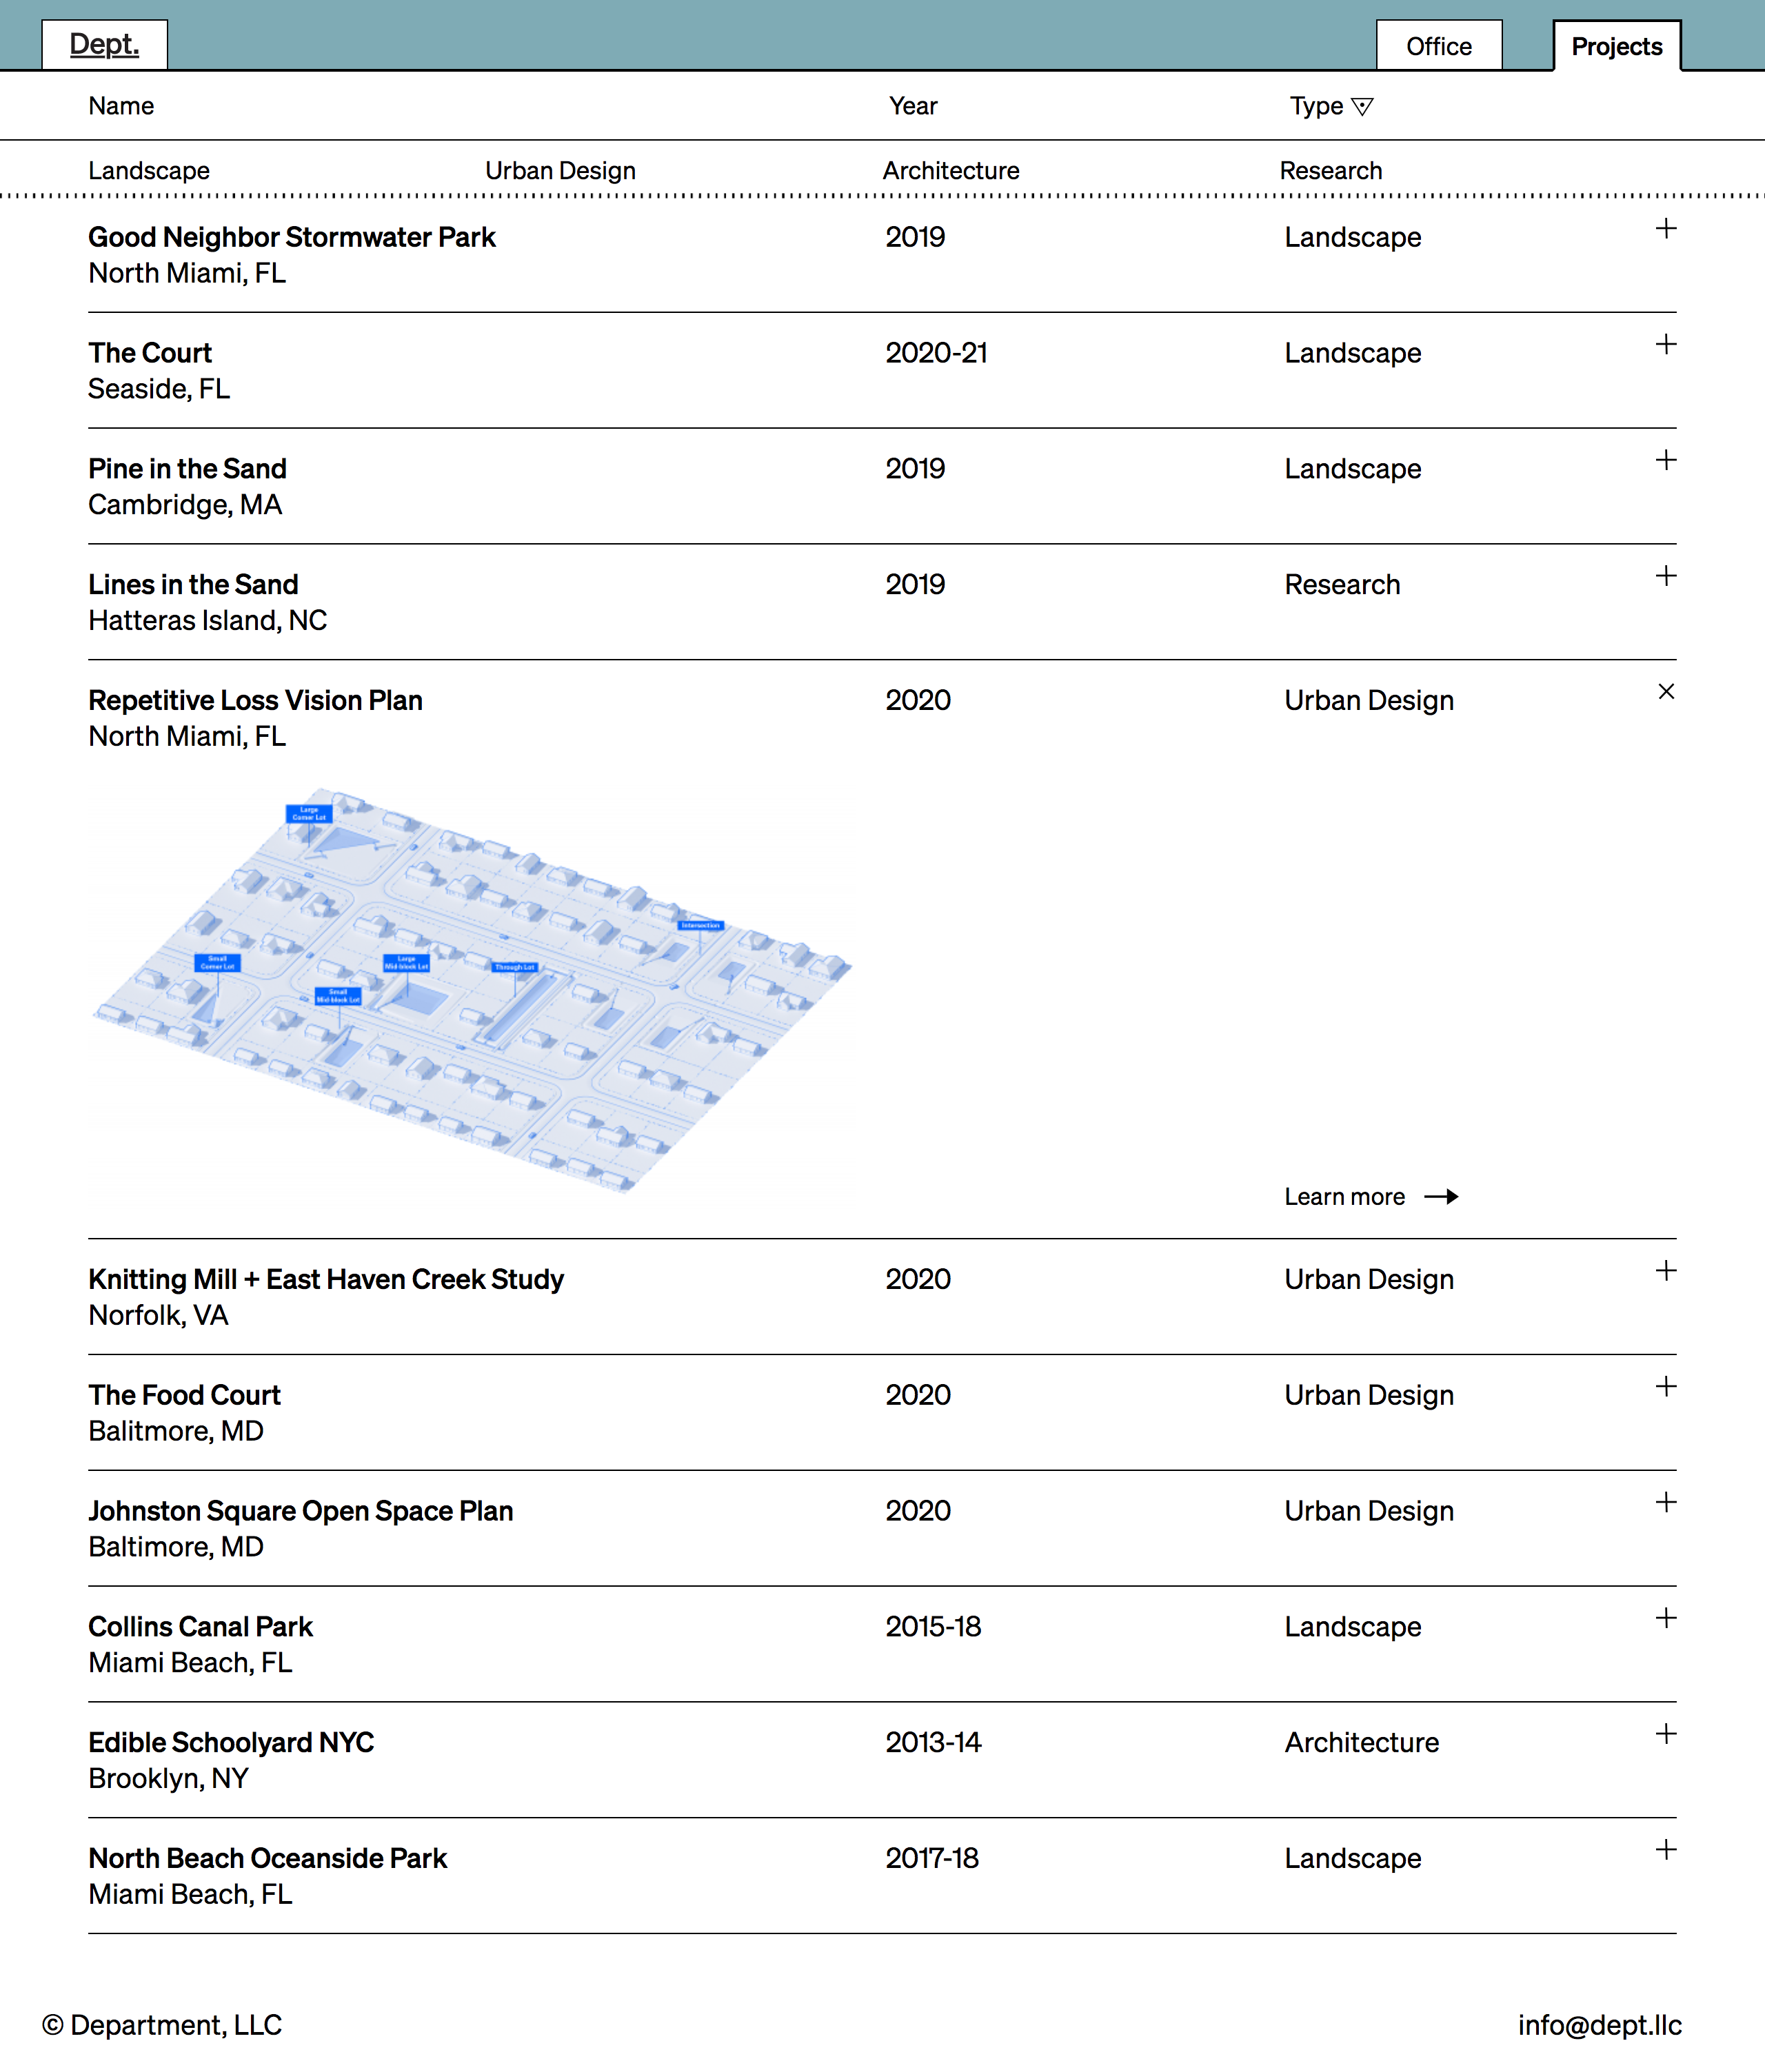 Dept.
Office
Projects
Name
Year
Type
Landscape
Urban Design
Architecture
Research
Good Neighbor Stormwater Park
2019
Landscape
North Miami, FL
The Court
2020-21
Landscape
Seaside, FL
Pine in the Sand
2019
Landscape
Cambridge, MA
Lines in the Sand
2019
Research
Hatteras Island, NC
Repetitive Loss Vision Plan
2020
Urban Design
North Miami, FL
Large
Corner Lot
Intersection
Small
Corner Lot
Large
Mid-block Lot
Through Lot
Small
Mid-block Lot
Learn more
Knitting Mill + East Haven Creek Study
2020
Urban Design
Norfolk, VA
The Food Court
2020
Urban Design
Balitmore, MD
Johnston Square Open Space Plan
2020
Urban Design
Baltimore, MD
Collins Canal Park
2015-18
Landscape
Miami Beach, FL
Edible Schoolyard NYC
2013-14
Architecture
Brooklyn, NY
North Beach Oceanside Park
2017-18
Landscape
Miami Beach, FL
© Department, LLC
info@dept.llc